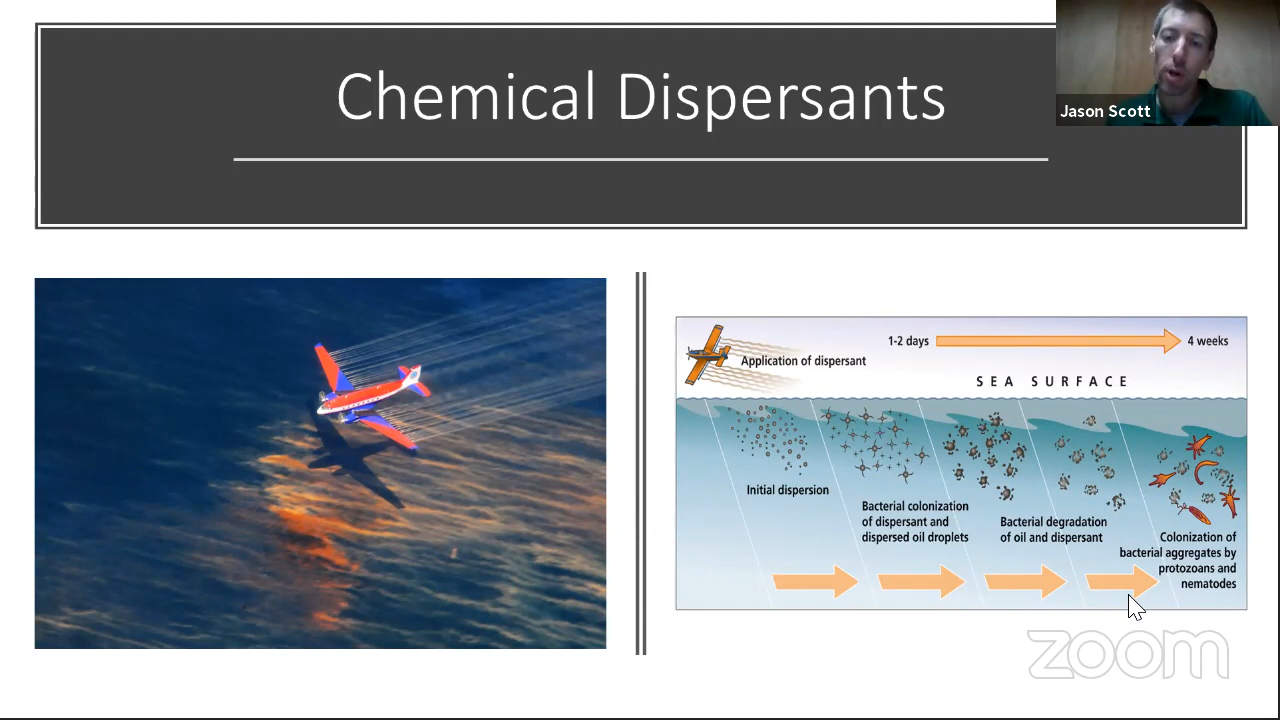 Chemical Dispersants
Jason Scott
Application of dispersant
1-2 days
4 weeks
SEA SURFACE
Initial dispersion
Bacterial colonization
of dispersant and
dispersed oil droplets
Bacterial degradation
of oil and dispersant
Colonization of
bacterial aggregates by
protozoans and
nematodes
zoom